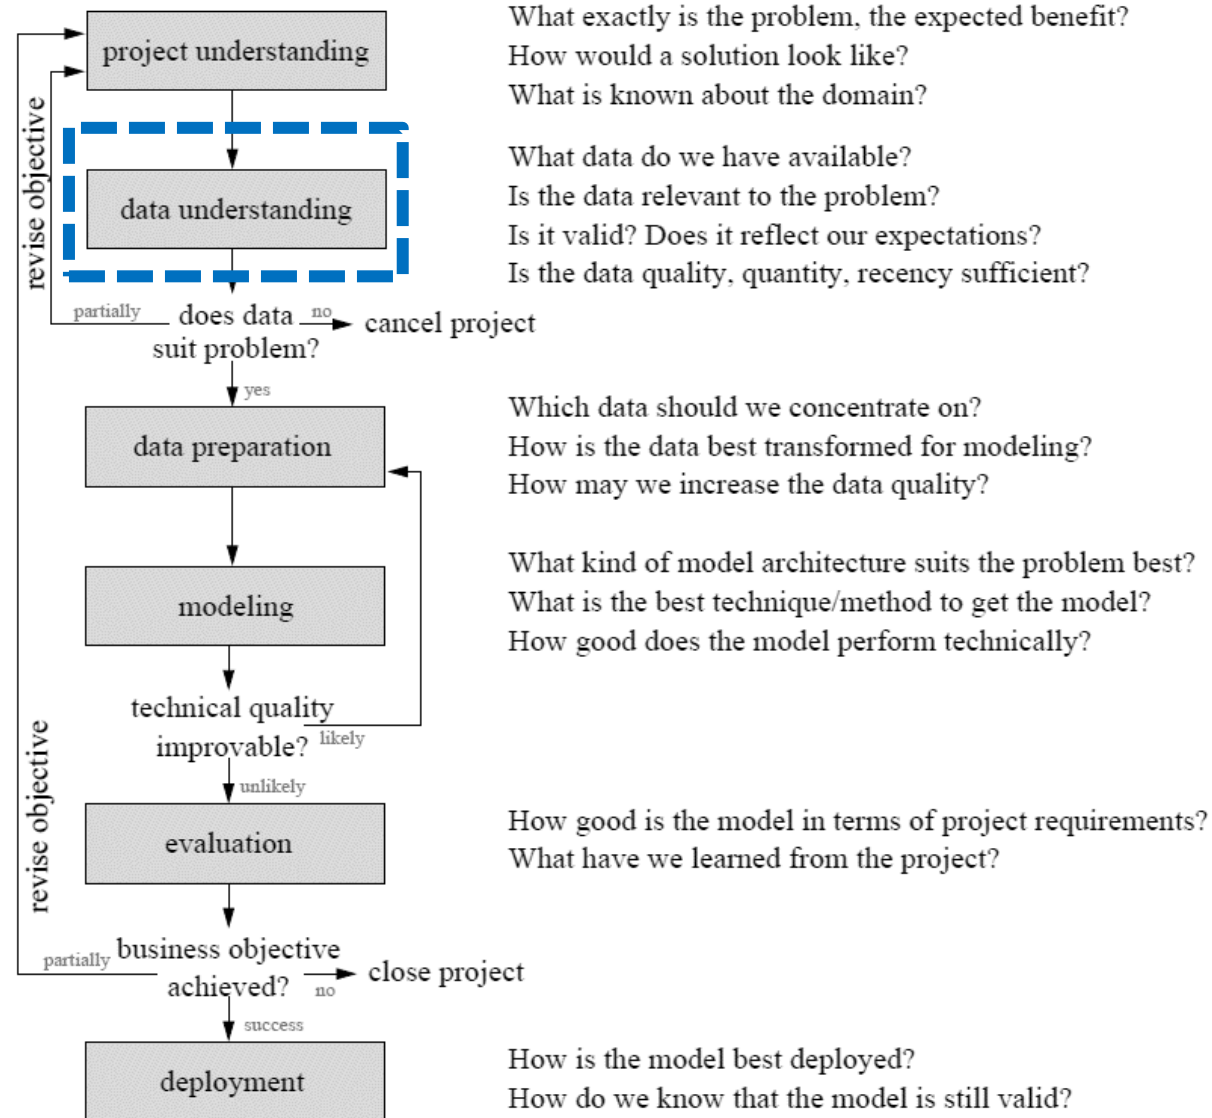 project understanding
What exactly is the problem, the expected benefit?
How would a solution look like?
What is known about the domain?
revise objective
data understanding
What data do we have available?
Is the data relevant to the problem?
Is it valid? Does it reflect our expectations?
Is the data quality, quantity, recency sufficient?
partially
does data
suit problem?
no
cancel project
yes
data preparation
Which data should we concentrate on?
How is the data best transformed for modeling?
How may we increase the data quality?
modeling
What kind of model architecture suits the problem best?
What is the best technique/method to get the model?
How good does the model perform technically?
technical quality
improvable?
likely
unlikely
revise objective
evaluation
How good is the model in terms of project requirements?
What have we learned from the project?
partially
business objective
achieved?
no
close project
success
deployment
How is the model best deployed?
How do we know that the model is still valid?